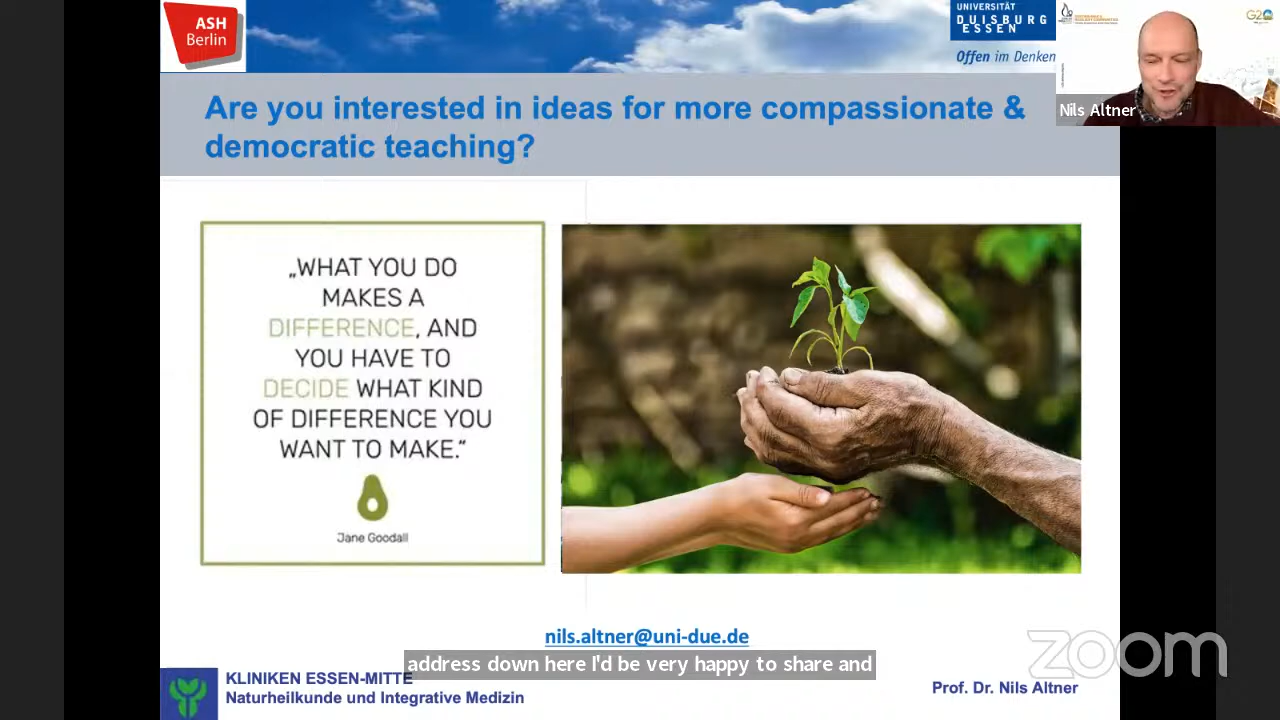 ASH
Berlin
UNIVERSITÄT
DUISBURG
ESSEN
Offen im Denken
G20
Nils Altner
Are you interested in ideas for more compassionate &
democratic teaching?
„WHAT YOU DO
MAKES A
DIFFERENCE, AND
YOU HAVE TO
DECIDE WHAT KIND
OF DIFFERENCE YOU
WANT TO MAKE.“
Jane Goodall
nils.altner@uni-due.de
address down here I'd be very happy to share and
zoom
KLINIKEN ESSEN-MITTE
Naturheilkunde und Integrative Medizin
Prof. Dr. Nils Altner